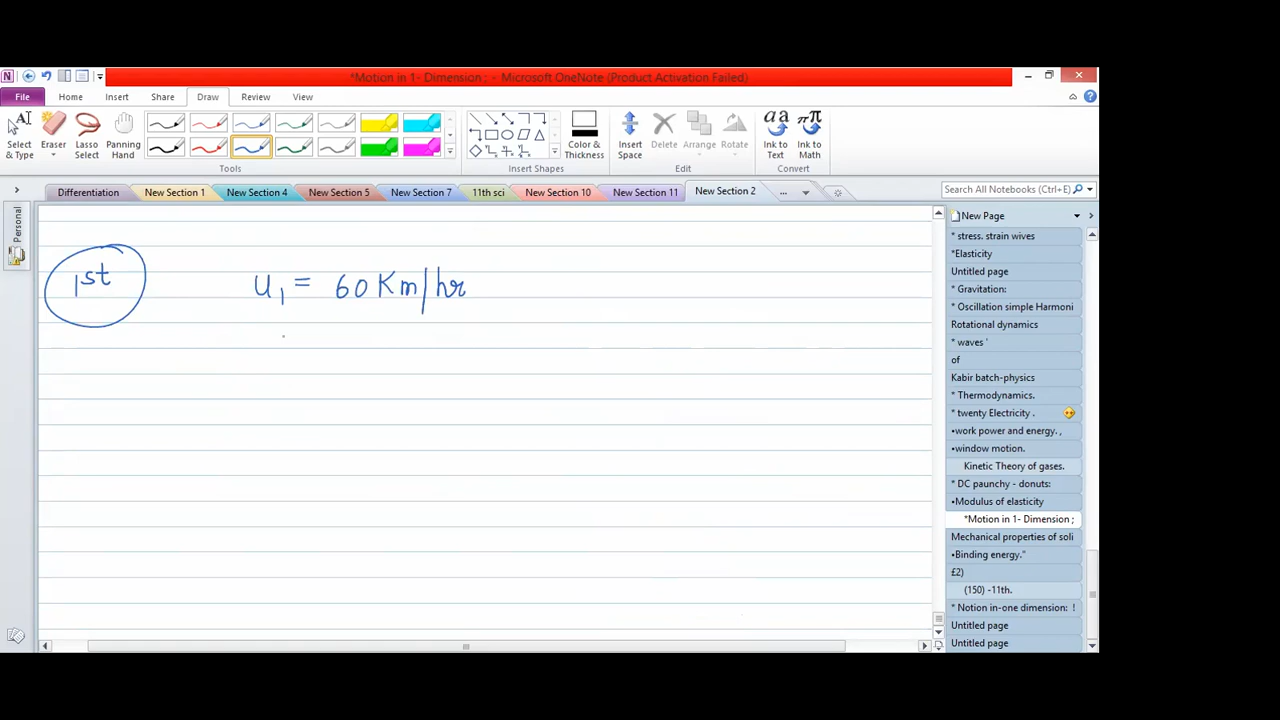 *Motion in 1- Dimension ; - Microsoft OneNote (Product Activation Failed)
File Home Insert Share Draw Review View
Select & Type Eraser Lasso Select Panning Hand Color & Thickness Insert Space Delete Arrange Rotate Ink to Text Ink to Math
Tools Insert Shapes Edit Convert
Differentiation New Section 1 New Section 4 New Section 5 New Section 7 11th sci New Section 10 New Section 11 New Section 2 ... Search All Notebooks (Ctrl+E)
Personal
1st u₁ = 60 Km/hr
New Page
* stress. strain wives
*Elasticity
Untitled page
* Gravitation:
* Oscillation simple Harmoni
Rotational dynamics
* waves '
of
Kabir batch-physics
* Thermodynamics.
* twenty Electricity .
•work power and energy. ,
•window motion.
Kinetic Theory of gases.
* DC paunchy - donuts:
•Modulus of elasticity
*Motion in 1- Dimension ;
Mechanical properties of soli
•Binding energy."
£2)
(150) -11th.
* Notion in-one dimension: !
Untitled page
Untitled page